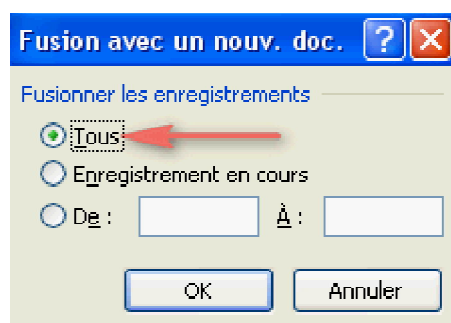 Fusion avec un nouv. doc.
Fusionner les enregistrements
Tous
Enregistrement en cours
De : À :
OK Annuler